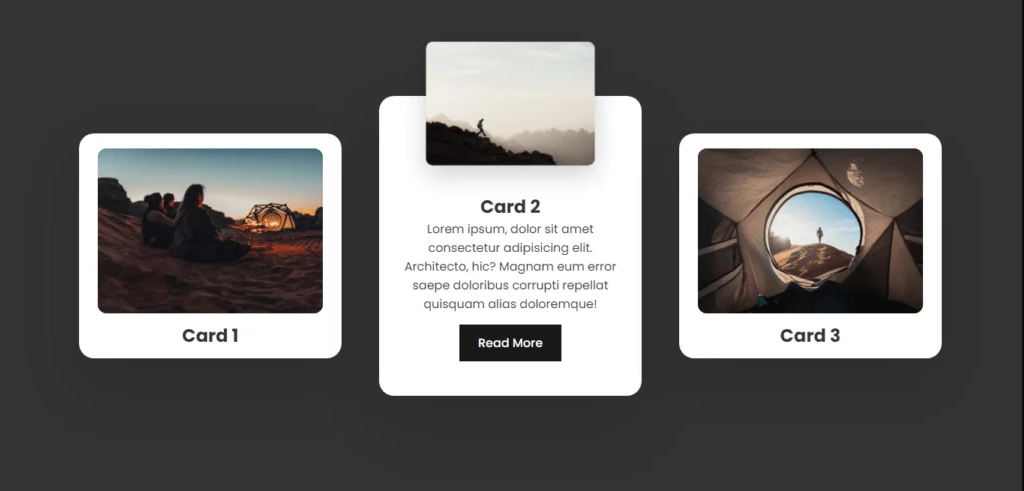 Card 1
Card 2
Lorem ipsum, dolor sit amet
consectetur adipisicing elit.
Architecto, hic? Magnam eum error
saepe doloribus corrupti repellat
quisquam alias doloremque!
Read More
Card 3